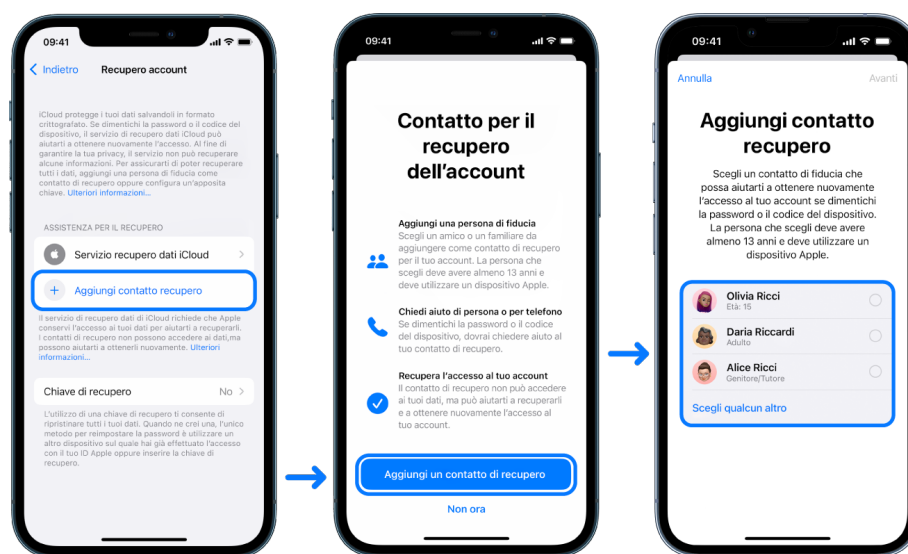 09:41
Indietro
Recupero account
iCloud protegge i tuoi dati salvandoli in formato
crittografato. Se dimentichi la password o il codice del
dispositivo, il servizio di recupero dati iCloud può
aiutarti a ottenere nuovamente l'accesso. Al fine di
garantire la tua privacy, il servizio non può recuperare
alcune informazioni. Per assicurarti di poter recuperare
tutti i dati, aggiungi una persona di fiducia come
contatto di recupero oppure configura un'apposita
chiave. Ulteriori informazioni...
ASSISTENZA PER IL RECUPERO
Servizio recupero dati iCloud
Aggiungi contatto recupero
Il servizio di recupero dati di iCloud richiede che Apple
conservi l'accesso ai tuoi dati per aiutarti a recuperarli.
I contatti di recupero non possono accedere ai dati,ma
possono aiutarti a ottenerli nuovamente. Ulteriori
informazioni...
Chiave di recupero No
L'utilizzo di una chiave di recupero ti consente di
ripristinare tutti i tuoi dati. Quando ne crei una, l'unico
metodo per reimpostare la password è utilizzare un
altro dispositivo sul quale hai già effettuato l'accesso
con il tuo ID Apple oppure inserire la chiave di
recupero.
09:41
Contatto per il
recupero
dell'account
Aggiungi una persona di fiducia
Scegli un amico o un familiare da
aggiungere come contatto di recupero
per il tuo account. La persona che
scegli deve avere almeno 13 anni e
deve utilizzare un dispositivo Apple.
Chiedi aiuto di persona o per telefono
Se dimentichi la password o il codice
del dispositivo, dovrai chiedere aiuto al
tuo contatto di recupero.
Recupera l'accesso al tuo account
Il contatto di recupero non può accedere
ai tuoi dati, ma può aiutarti a recuperarli
e a ottenere nuovamente l'accesso al
tuo account.
Aggiungi un contatto di recupero
Non ora
09:41
Annulla
Avanti
Aggiungi contatto
recupero
Scegli un contatto di fiducia che
possa aiutarti a ottenere nuovamente
l'accesso al tuo account se dimentichi
la password o il codice del dispositivo.
La persona che scegli deve avere
almeno 13 anni e deve utilizzare un
dispositivo Apple.
Olivia Ricci
Età: 15
Daria Riccardi
Adulto
Alice Ricci
Genitore/Tutore
Scegli qualcun altro